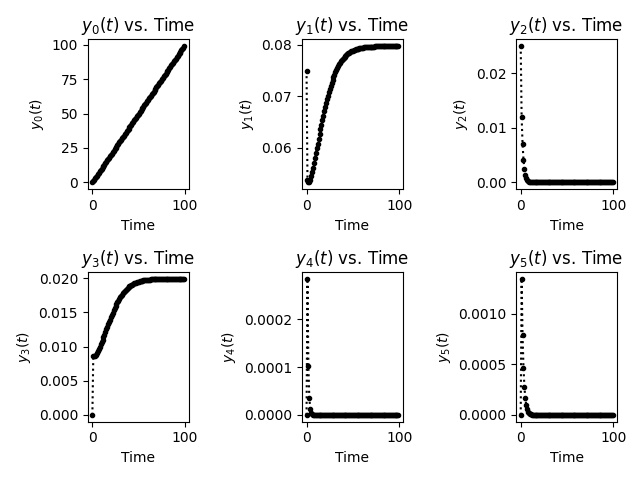 y₀(t) vs. Time
100
75
50
25
0
y₀(t)
0 100
Time
y₁(t) vs. Time
0.08
0.07
0.06
y₁(t)
0 100
Time
y₂(t) vs. Time
0.02
0.01
0.00
y₂(t)
0 100
Time
y₃(t) vs. Time
0.020
0.015
0.010
0.005
0.000
y₃(t)
0 100
Time
y₄(t) vs. Time
0.0002
0.0001
0.0000
y₄(t)
0 100
Time
y₅(t) vs. Time
0.0010
0.0005
0.0000
y₅(t)
0 100
Time